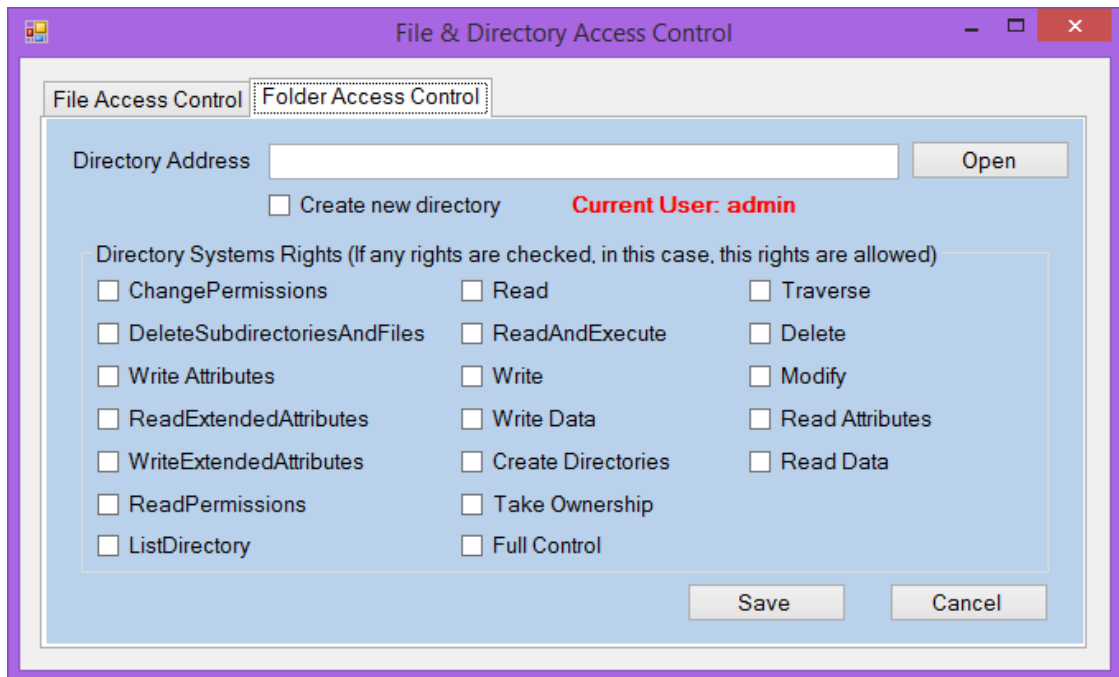 File & Directory Access Control
File Access Control Folder Access Control
Directory Address Open
Create new directory Current User: admin
Directory Systems Rights (If any rights are checked, in this case, this rights are allowed)
ChangePermissions Read Traverse
DeleteSubdirectoriesAndFiles ReadAndExecute Delete
Write Attributes Write Modify
ReadExtendedAttributes Write Data Read Attributes
WriteExtendedAttributes Create Directories Read Data
ReadPermissions Take Ownership
ListDirectory Full Control
Save Cancel